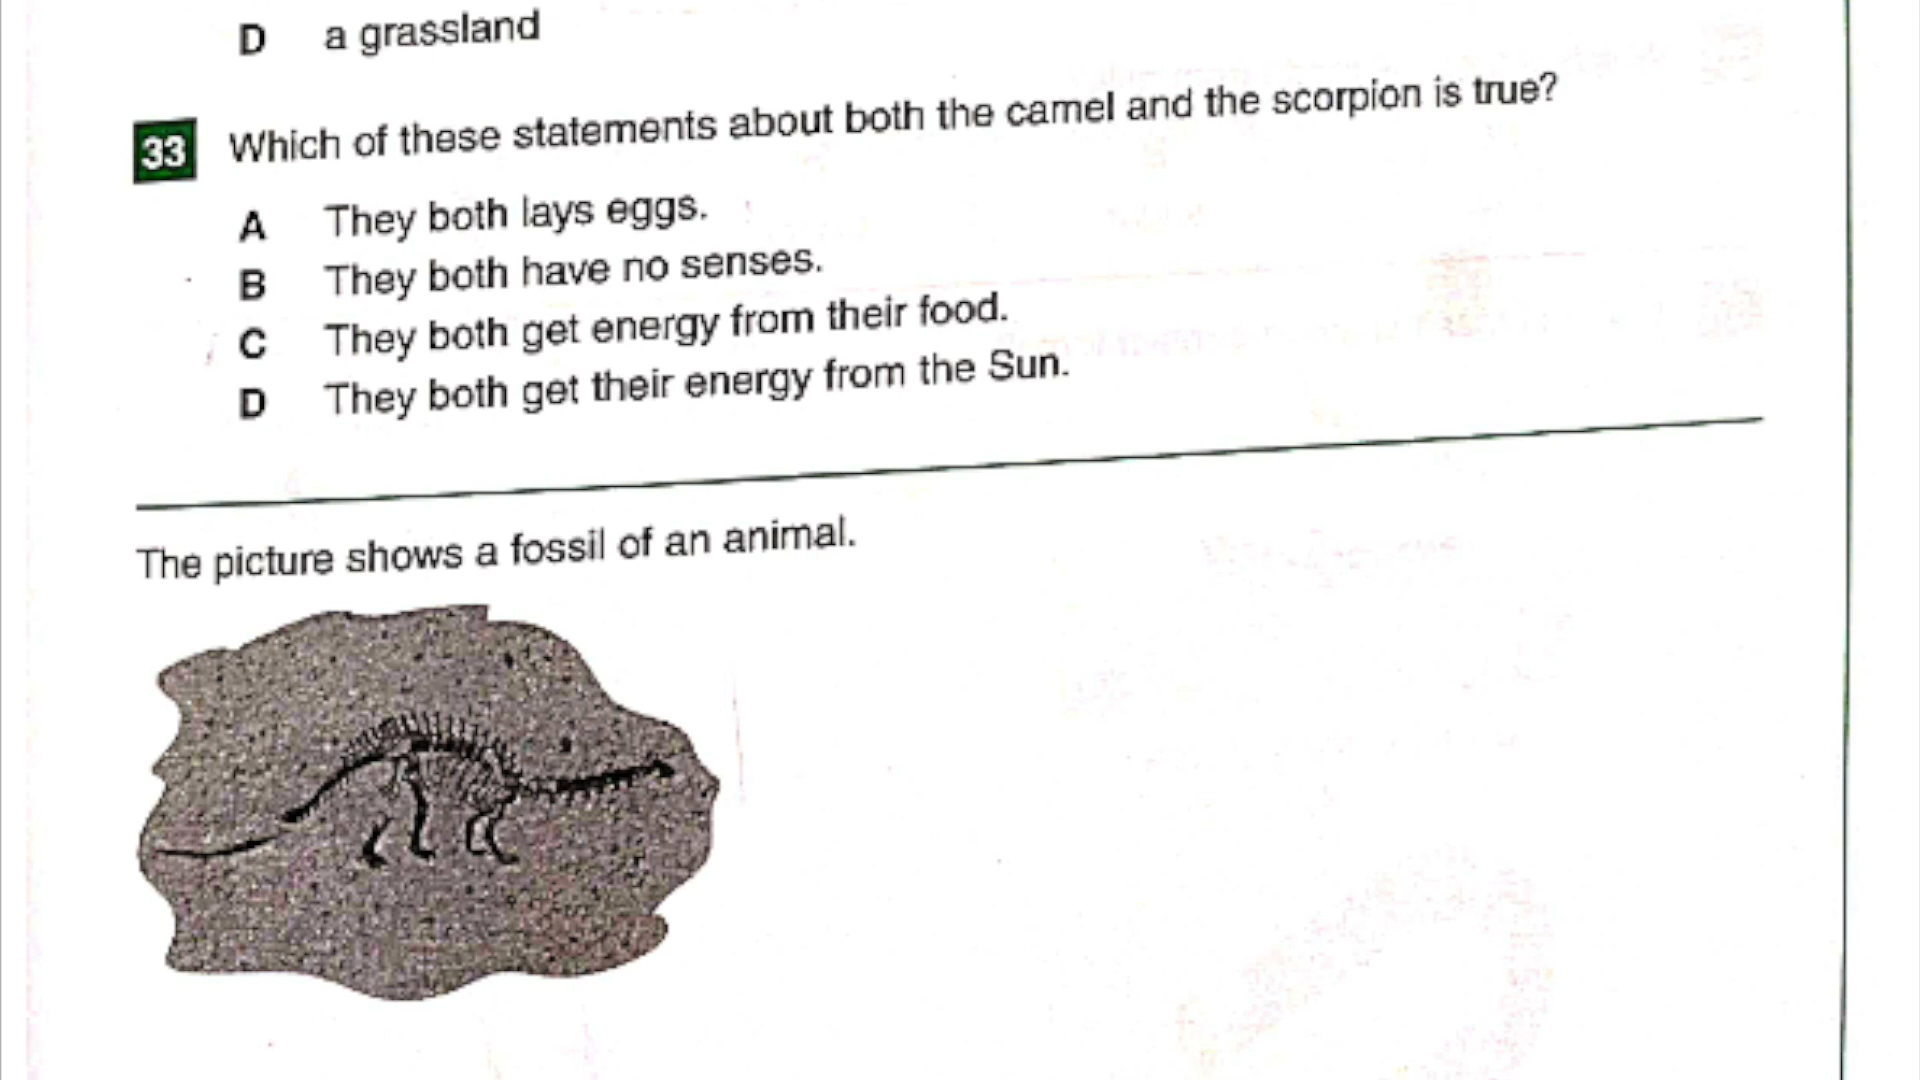 D a grassland
33 Which of these statements about both the camel and the scorpion is true?
A They both lays eggs.
B They both have no senses.
C They both get energy from their food.
D They both get their energy from the Sun.
The picture shows a fossil of an animal.